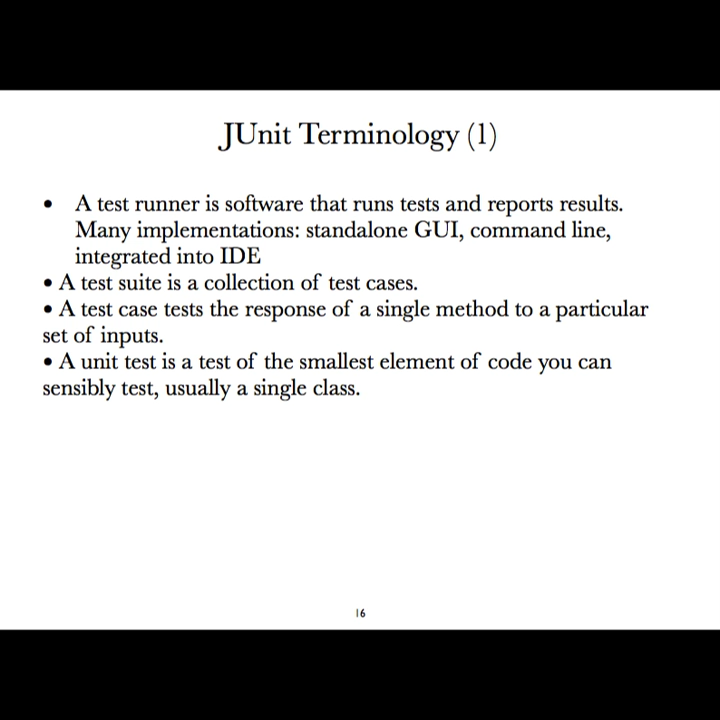 JUnit Terminology (1)
• A test runner is software that runs tests and reports results.
Many implementations: standalone GUI, command line,
integrated into IDE
• A test suite is a collection of test cases.
• A test case tests the response of a single method to a particular
set of inputs.
• A unit test is a test of the smallest element of code you can
sensibly test, usually a single class.
16